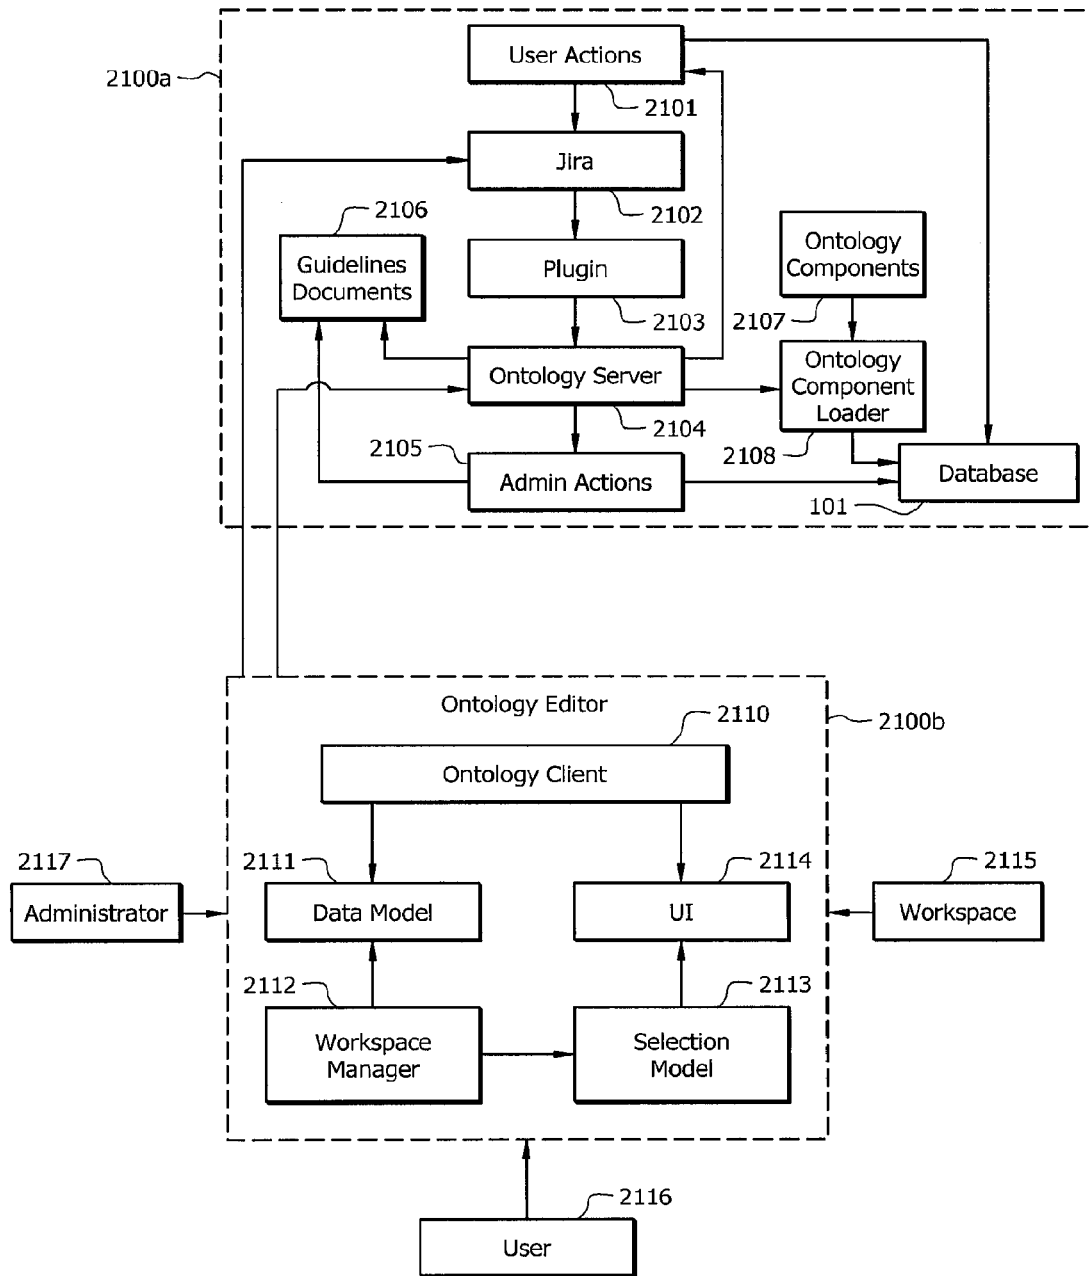 User Actions
2100a
2101
Jira
2106
2102
Guidelines
Documents
Plugin
Ontology
Components
2103
2107
Ontology Server
Ontology
Component
Loader
2104
2105
2108
Admin Actions
Database
101
Ontology Editor
2110
2100b
Ontology Client
2117
2111
2114
2115
Administrator
Data Model
UI
Workspace
2112
2113
Workspace
Manager
Selection
Model
2116
User